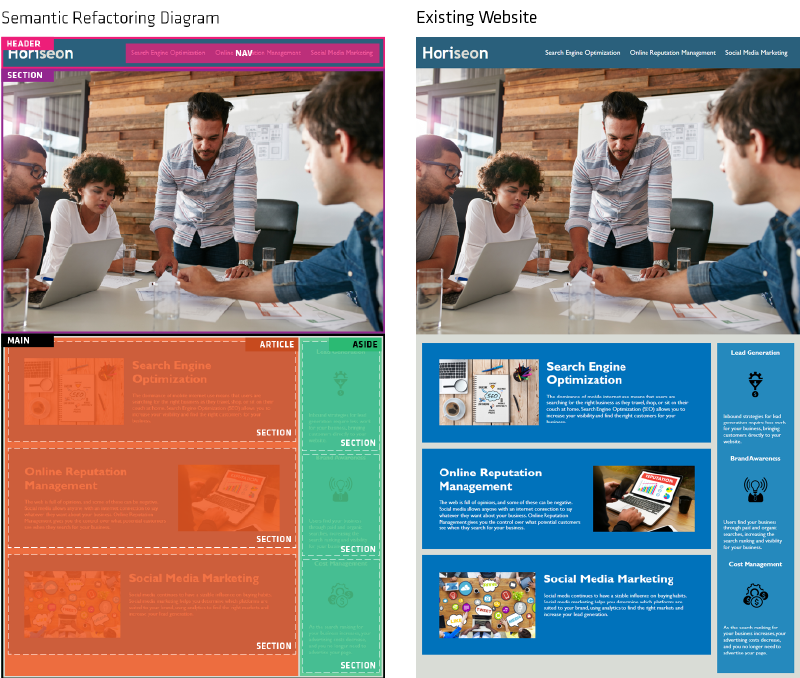 Semantic Refactoring Diagram
HEADER
Horiseon
Search Engine Optimization
NAV
Social Media Marketing
SECTION
MAIN
ARTICLE
ASIDE
Search Engine
Optimization
SECTION
Online Reputation
Management
SECTION
Social Media Marketing
SECTION
SECTION
SECTION
Cost Management
SECTION
Existing Website
Horiseon
Search Engine Optimization
Online Reputation Management
Social Media Marketing
Search Engine
Optimization
The dominance of mobile internet use means that users are
searching for the right business as they travel, shop, or sit on their
couch at home. Search Engine Optimization (SEO) allows you to
increase your visibility and find the right customers for your
business.
SEO
Online Reputation
Management
The web is full of opinions, and some of these can be negative.
Social media allows anyone with an internet connection to say
whatever they want about your business. Online Reputation
Management gives you the control over what potential customers
see when they search for your business.
REPUTATION
Social Media Marketing
Social media continues to have a sizable influence on buying habits.
Social media marketing helps you determine which platforms are
suited to your brand, using analytics to find the right markets and
increase your lead generation.
TWEET
LIKE
Lead Generation
Inbound strategies for lead
generation require less work
for your business, bringing
customers directly to your
website.
Brand Awareness
Users find your business
through paid and organic
searches, increasing the
search ranking and visibility
for your business.
Cost Management
As the search ranking for
your business increases, your
advertising costs decrease,
and you no longer need to
advertise your page.